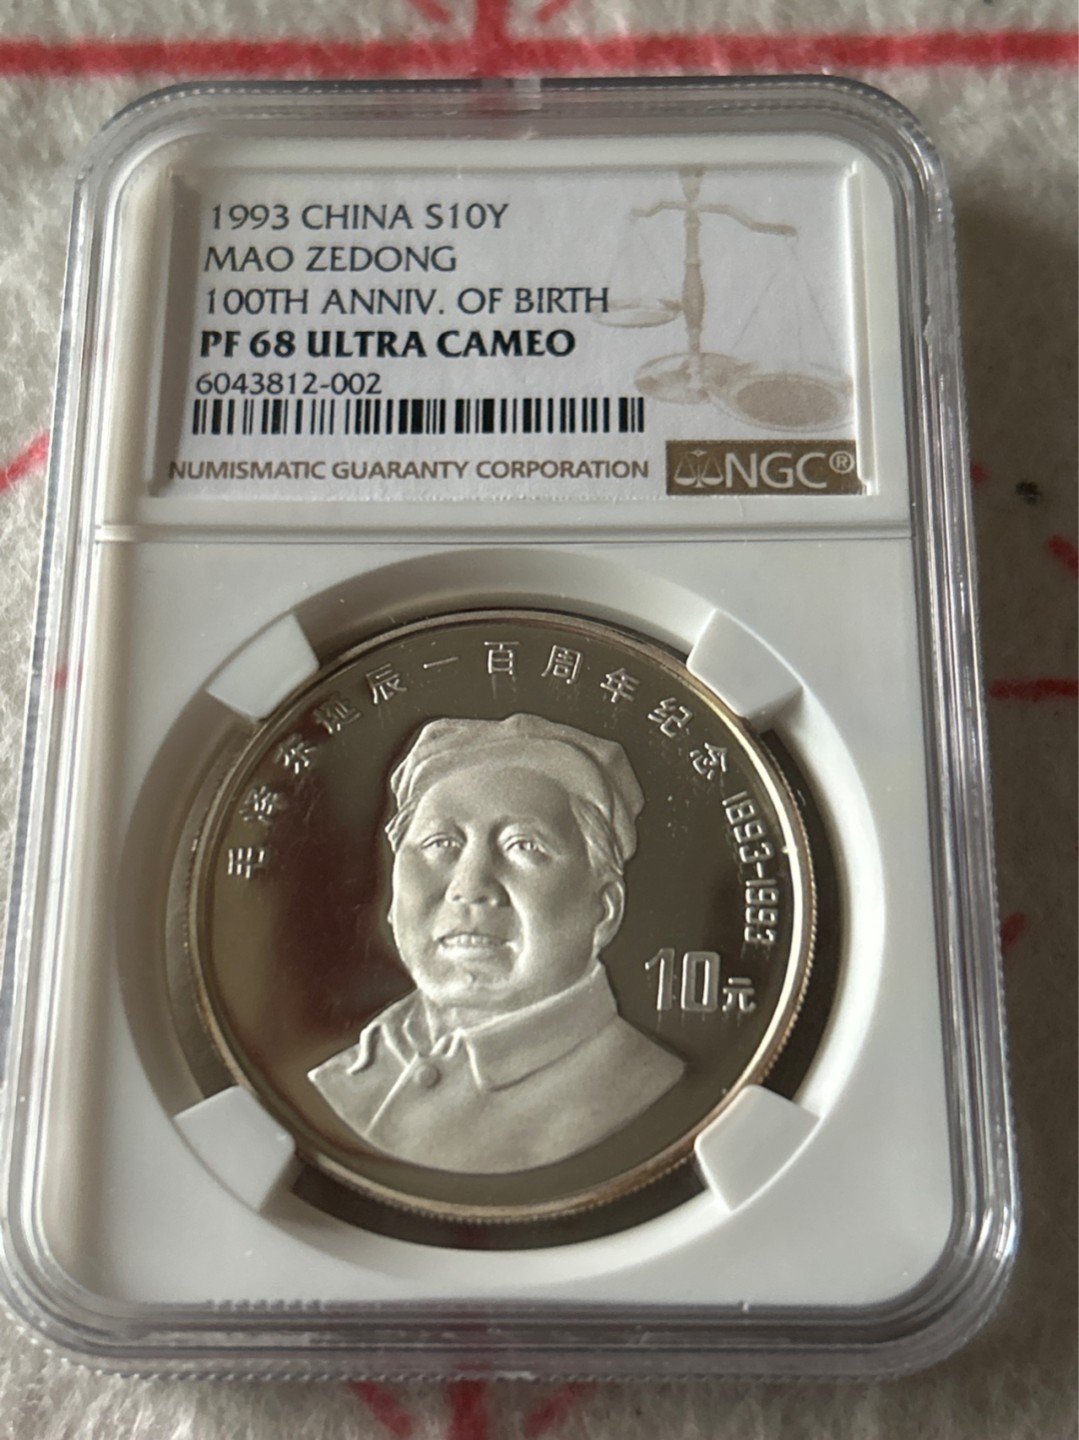 1993 CHINA S10Y
MAO ZEDONG
100TH ANNIV. OF BIRTH
PF 68 ULTRA CAMEO
6043812-002
NUMISMATIC GUARANTY CORPORATION
NGC®
毛泽东诞辰一百周年纪念 1893-1993
10元